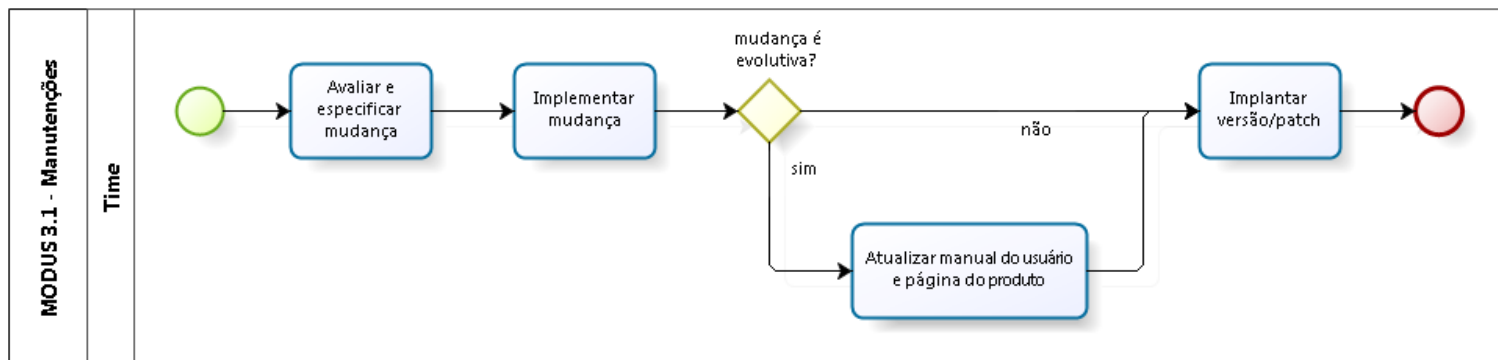 MODUS 3.1 - Manutenções
Time
Avaliar e
especificar
mudança
Implementar
mudança
mudança é
evolutiva?
não
sim
Atualizar manual do usuário
e página do produto
Implantar
versão/patch